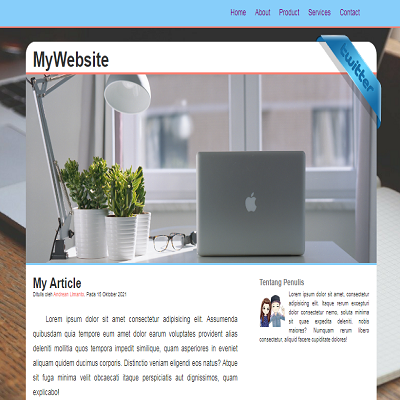 Home About Product Services Contact
twitter
MyWebsite
My Article
Ditulis oleh Andrean Limanto. Pada 10 Oktober 2021
Lorem ipsum dolor sit amet consectetur adipisicing elit. Assumenda
quibusdam quia tempore eum amet dolor earum voluptates provident alias
deleniti mollitia quos tempora impedit similique, quam asperiores in eveniet
aliquam quidem ducimus corporis. Distinctio veniam eligendi eos natus? Atque
sit fuga minima velit obcaecati itaque perspiciatis aut dignissimos, quam
explicabo!
Tentang Penulis
Lorem ipsum dolor sit, amet, consectetur
adipisicing elit. Itaque rerum excepturi
dolor consectetur nemo, soluta minima
sit quae expedita deleniti, nobis
maiores? Numquam rerum libero
consectetur, aliquid facere cupiditate dolores!